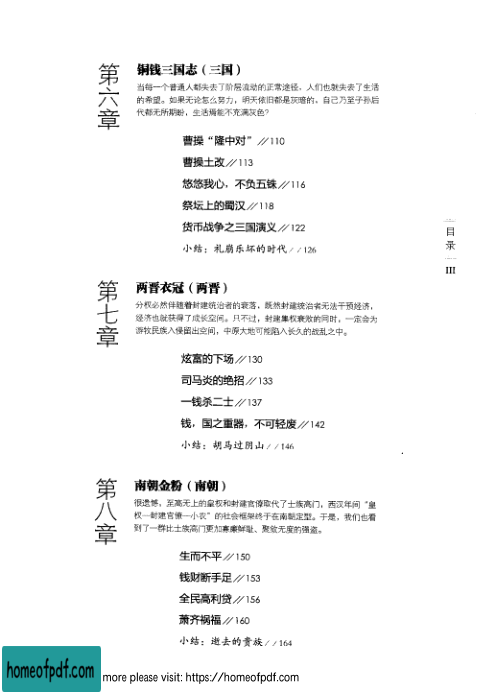 第六章
铜钱三国志（三国）
当每一个普通人都失去了阶层流动的正常途径，人们也就失去了生活
的希望。如果无论怎么努力，明天依旧都是灰暗的，自己乃至子孙后
代都无所期盼，生活焉能不充满灰色？
曹操“隆中对”//110
曹操土改//113
悠悠我心，不负五铢//116
祭坛上的蜀汉//118
货币战争之三国演义//122
小结：礼崩乐坏的时代//126
目录
III
第七章
两晋衣冠（两晋）
分权必然伴随着封建统治者的衰落，既然封建统治者无法干预经济，
经济也就获得了成长空间。只不过，封建集权衰败的同时，一定会为
游牧民族入侵留出空间，中原大地可能陷入长久的战乱之中。
炫富的下场//130
司马炎的绝招//133
一钱杀二士//137
钱，国之重器，不可轻废//142
小结：胡马过阴山//146
第八章
南朝金粉（南朝）
很遗憾，至高无上的皇权和封建官僚取代了士族高门，西汉年间“皇
权—封建官僚—小农”的社会框架终于在南朝定型。于是，我们也看
到了一群比士族高门更加寡廉鲜耻、聚敛无度的强盗。
生而不平//150
钱财断手足//153
全民高利贷//156
萧齐祸福//160
小结：逝去的贵族//164
homeofpdf.com
more please visit: https://homeofpdf.com